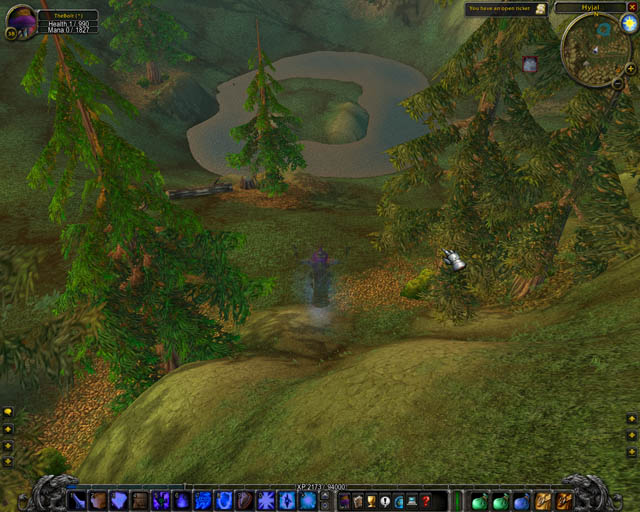 TheBolt (*)
Health 1 / 990
Mana 0 / 1827
You have an open ticket
Hyjal
N
XP 2173 / 94000